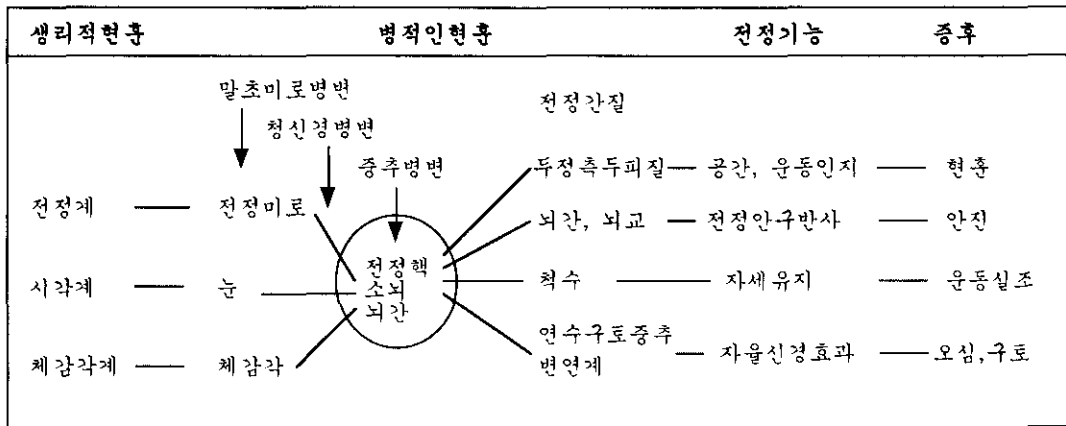 생리적현훈 병적인현훈 전정기능 증후
말초미로병변
전정간질
청신경병변
중추병변
두정측두피질 공간, 운동인지 현훈
전정계 전정미로
뇌간, 뇌교 전정안구반사 안진
전정핵
시각계 눈 소뇌 척수 자세유지 운동실조
뇌간
연수구토중추
체감각계 체감각 변연계 자율신경효과 오심,구토